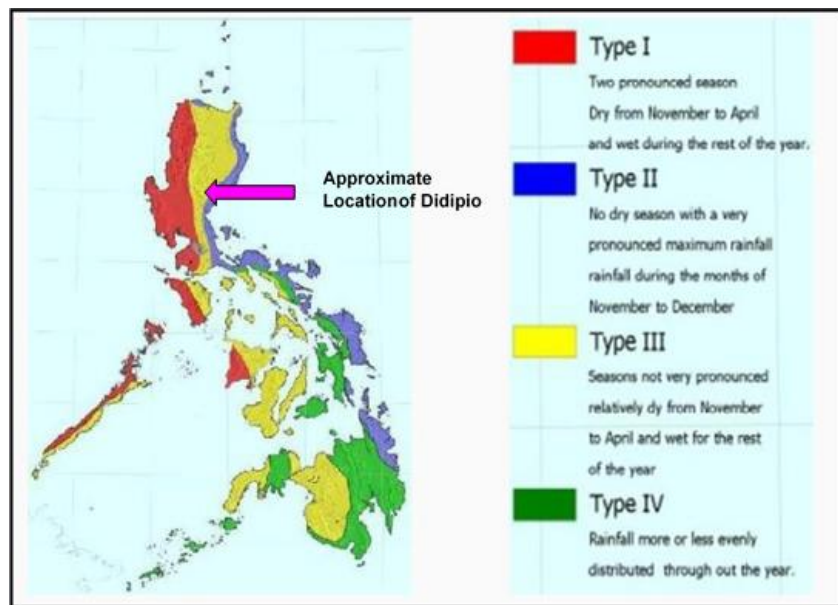 Approximate
Location of Didipio
Type I
Two pronounced season
Dry from November to April
and wet during the rest of the year.
Type II
No dry season with a very
pronounced maximum rainfall
rainfall during the months of
November to December
Type III
Seasons not very pronounced
relatively dy from November
to April and wet for the rest
of the year
Type IV
Rainfall more or less evenly
distributed through out the year.